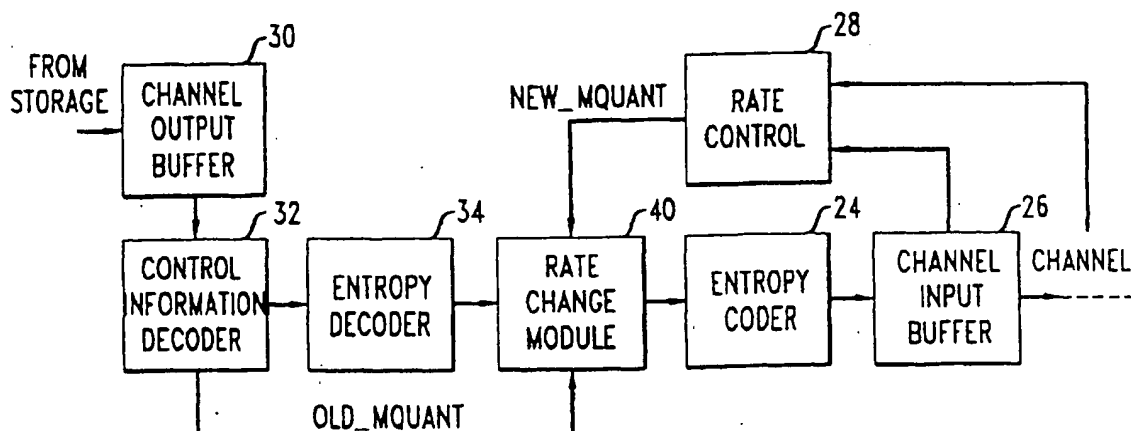 30
FROM
STORAGE
CHANNEL
OUTPUT
BUFFER
28
NEW_MQUANT
RATE
CONTROL
32
CONTROL
INFORMATION
DECODER
34
ENTROPY
DECODER
40
RATE
CHANGE
MODULE
24
ENTROPY
CODER
26
CHANNEL
INPUT
BUFFER
CHANNEL
OLD_MQUANT